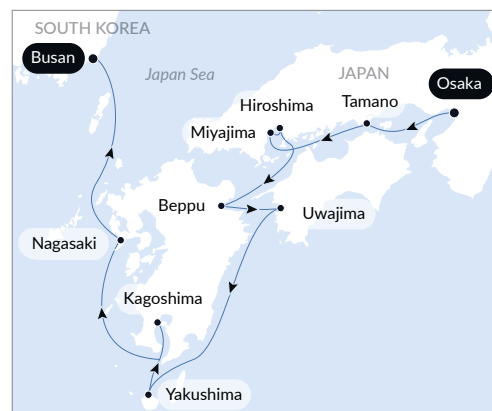 SOUTH KOREA
Busan
Japan Sea
JAPAN
Osaka
Hiroshima
Tamano
Miyajima
Beppu
Uwajima
Nagasaki
Kagoshima
Yakushima